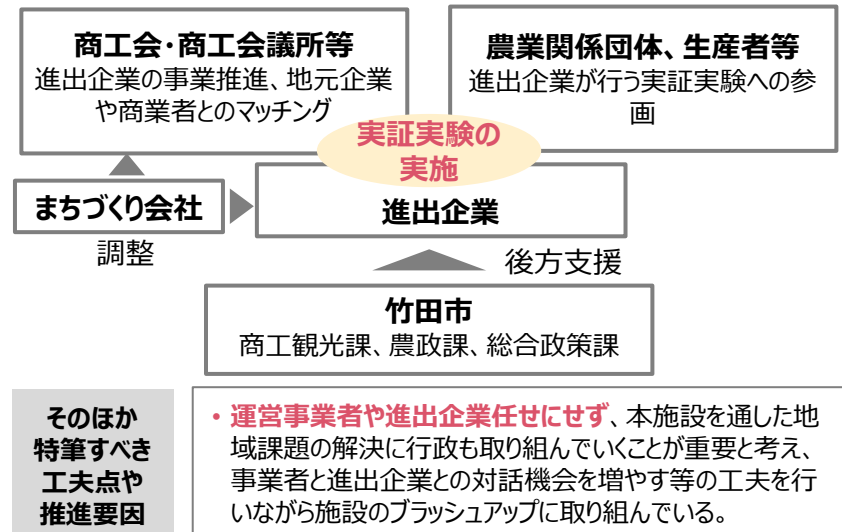 商工会・商工会議所等
進出企業の事業推進、地元企業
や商業者とのマッチング
農業関係団体、生産者等
進出企業が行う実証実験への参
画
実証実験の
実施
まちづくり会社
調整
進出企業
後方支援
竹田市
商工観光課、農政課、総合政策課
そのほか
特筆すべき
工夫点や
推進要因
・運営事業者や進出企業任せにせず、本施設を通した地
域課題の解決に行政も取り組んでいくことが重要と考え、
事業者と進出企業との対話機会を増やす等の工夫を行
いながら施設のブラッシュアップに取り組んでいる。